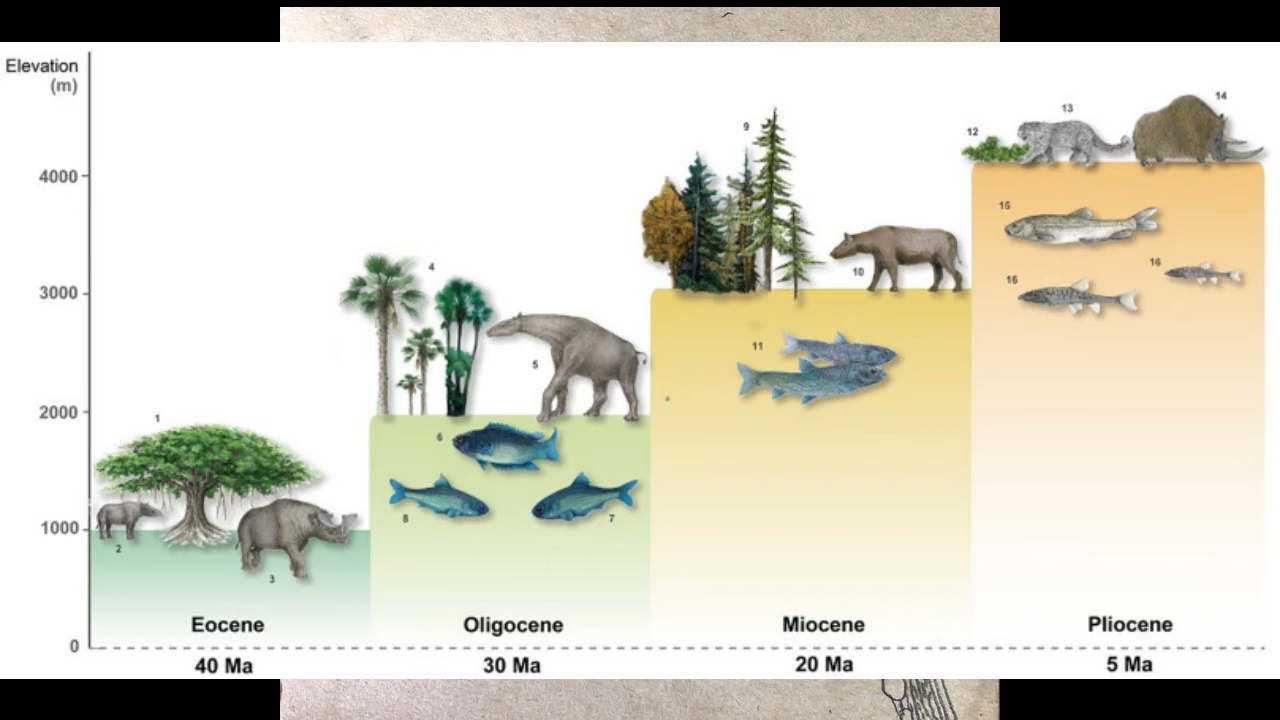 Elevation
(m)
4000
3000
2000
1000
0
1
2
3
4
5
6
7
8
9
10
11
12
13
14
15
16
16
Eocene
Oligocene
Miocene
Pliocene
40 Ma
30 Ma
20 Ma
5 Ma